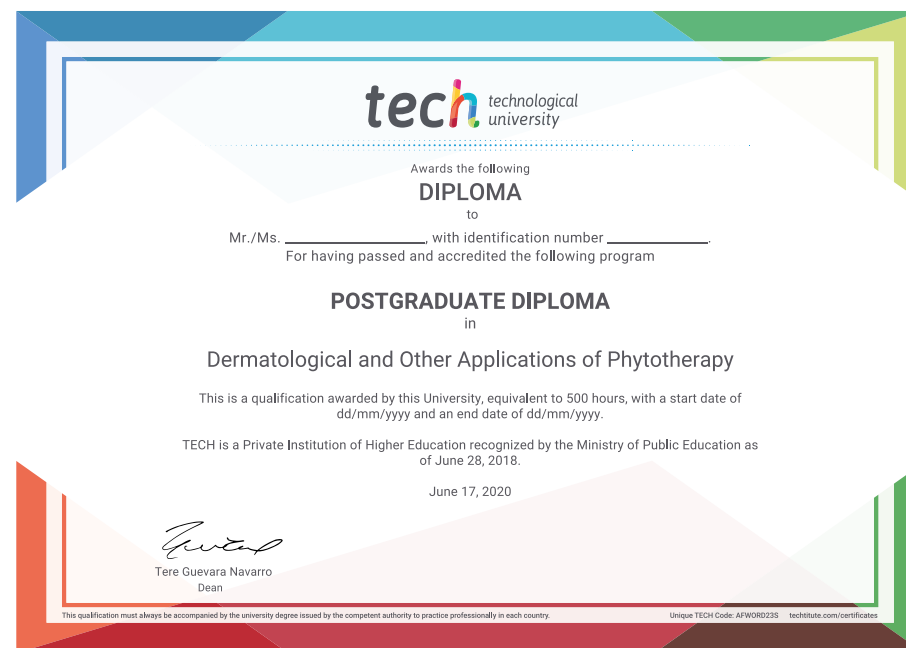 tech technological
university
Awards the following
DIPLOMA
to
Mr./Ms. ____________________, with identification number ______________.
For having passed and accredited the following program
POSTGRADUATE DIPLOMA
in
Dermatological and Other Applications of Phytotherapy
This is a qualification awarded by this University, equivalent to 500 hours, with a start date of
dd/mm/yyyy and an end date of dd/mm/yyyy.
TECH is a Private Institution of Higher Education recognized by the Ministry of Public Education as
of June 28, 2018.
June 17, 2020
Tere Guevara Navarro
Dean
This qualification must always be accompanied by the university degree issued by the competent authority to practice professionally in each country.
Unique TECH Code: AFWORD23S techtitute.com/certificates